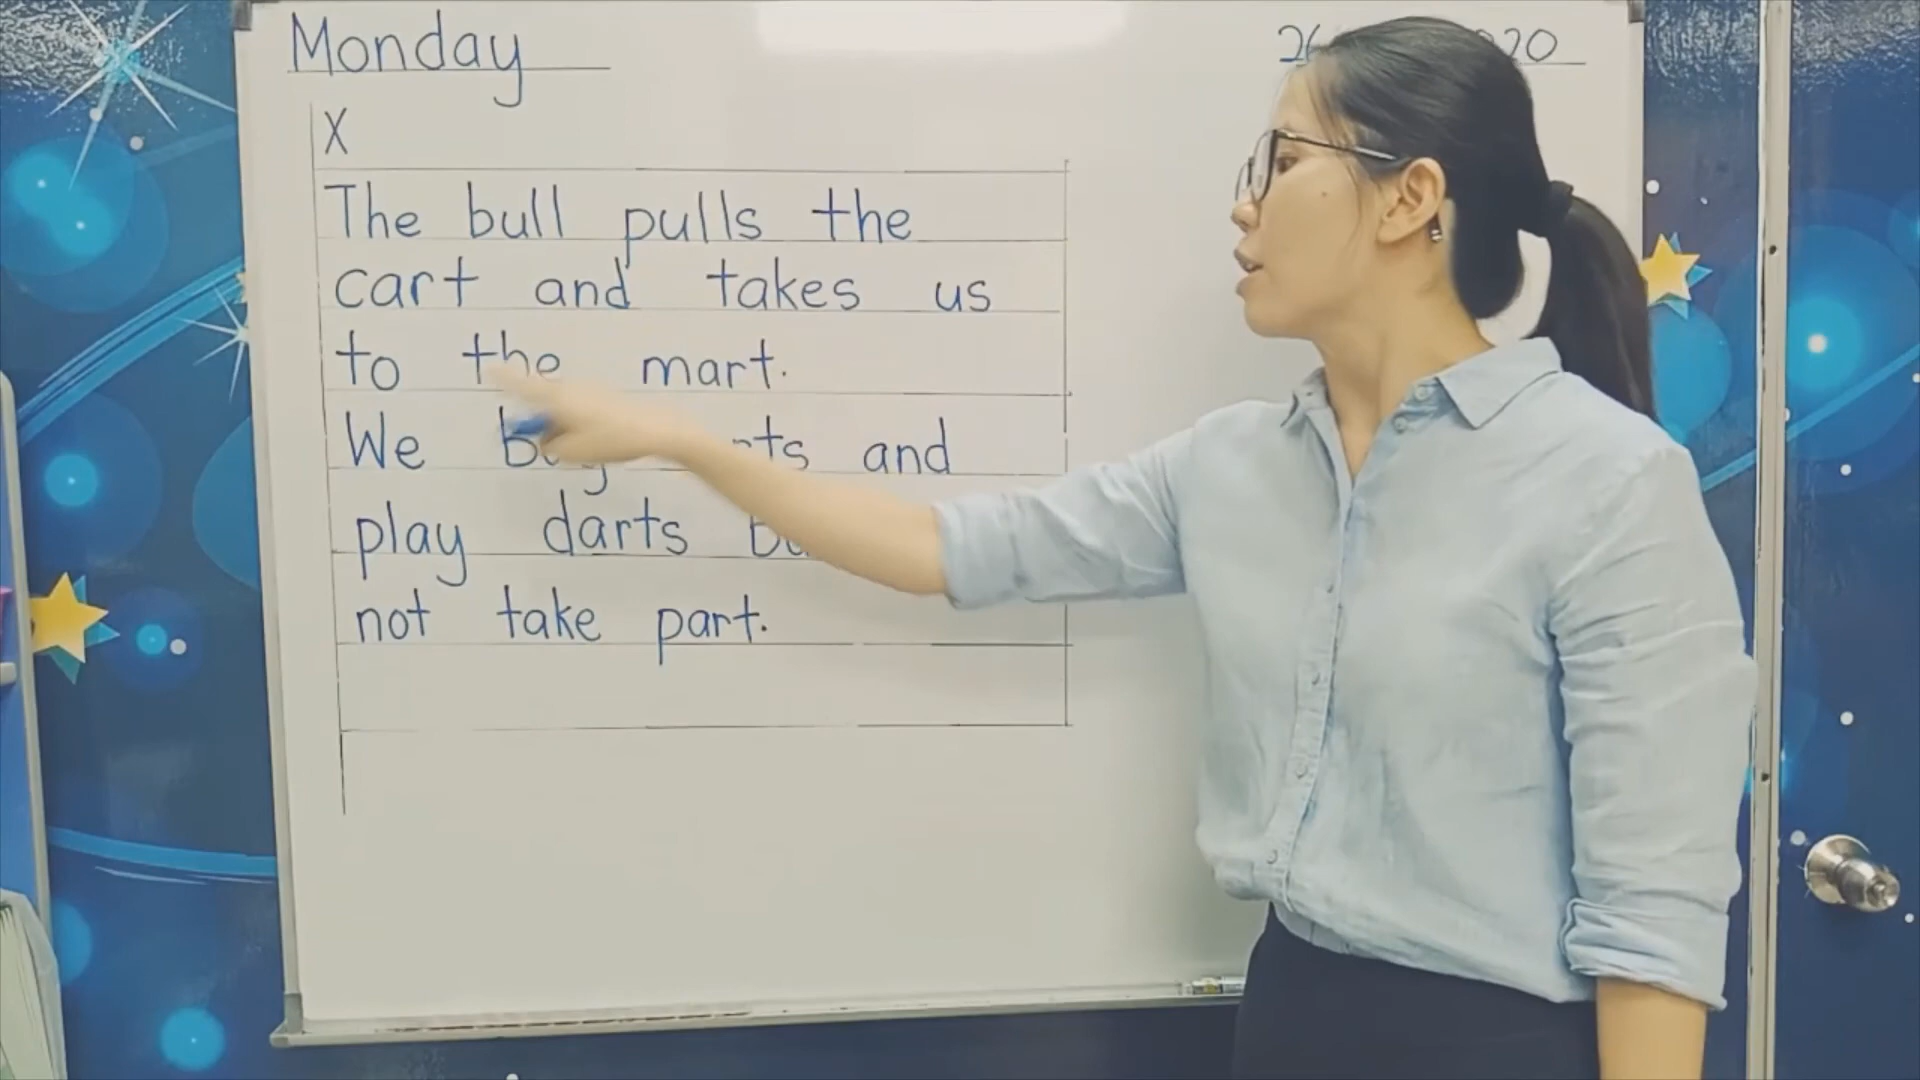 Monday
X
The bull pulls the
cart and takes us
to the mart.
We and
play darts
not take part.